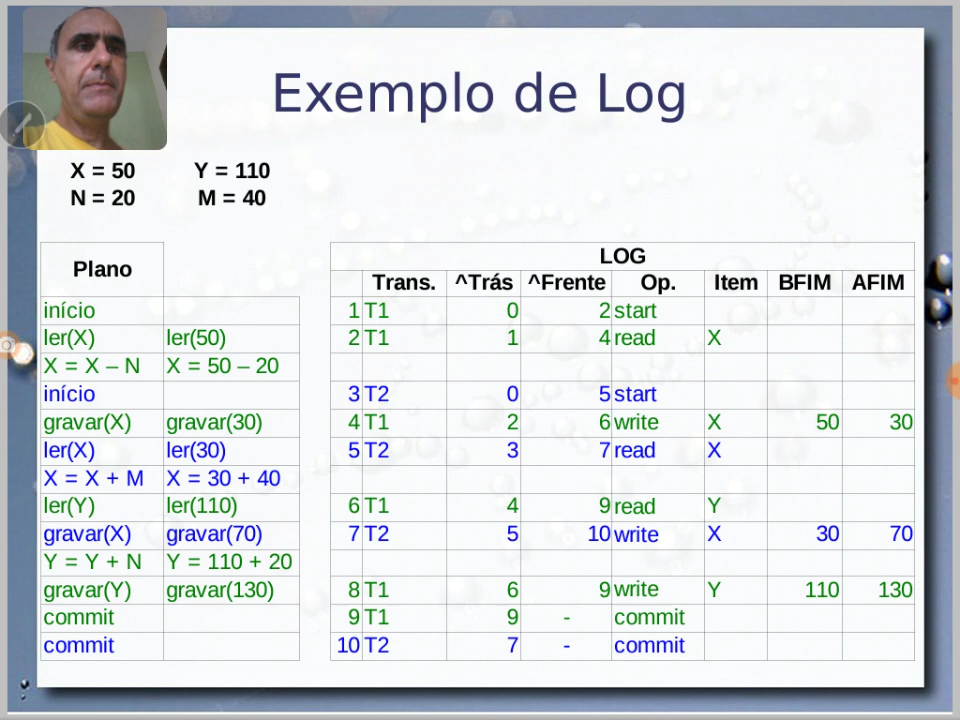 Exemplo de Log
X = 50 Y = 110
N = 20 M = 40
Plano
LOG
Trans. ^Trás ^Frente Op. Item BFIM AFIM
início 1 T1 0 2 start
ler(X) ler(50) 2 T1 1 4 read X
X = X – N X = 50 – 20
início 3 T2 0 5 start
gravar(X) gravar(30) 4 T1 2 6 write X 50 30
ler(X) ler(30) 5 T2 3 7 read X
X = X + M X = 30 + 40
ler(Y) ler(110) 6 T1 4 9 read Y
gravar(X) gravar(70) 7 T2 5 10 write X 30 70
Y = Y + N Y = 110 + 20
gravar(Y) gravar(130) 8 T1 6 9 write Y 110 130
commit 9 T1 9 - commit
commit 10 T2 7 - commit